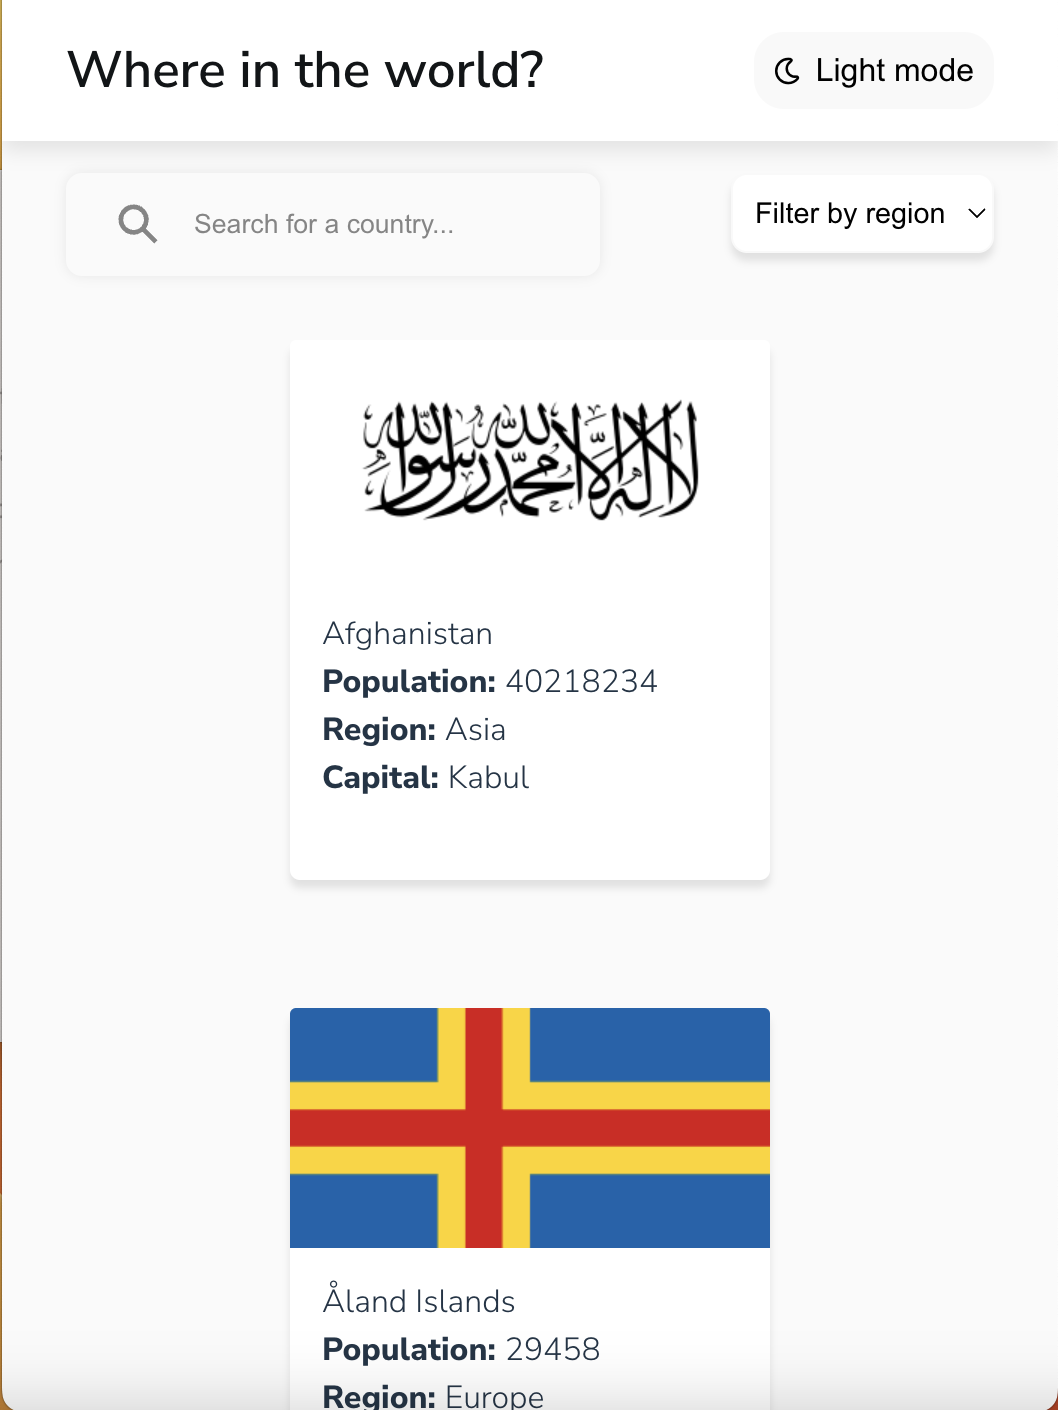 Where in the world?
Light mode
Search for a country...
Filter by region
لا إله إلا الله محمد رسول الله
Afghanistan
Population: 40218234
Region: Asia
Capital: Kabul
Åland Islands
Population: 29458
Region: Europe